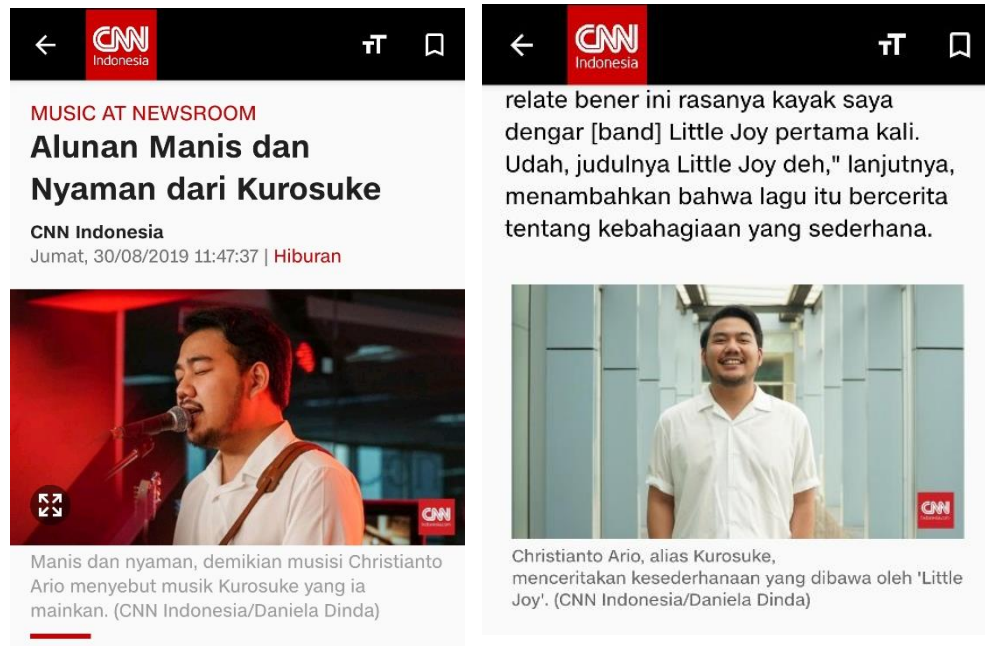 CNN
Indonesia
MUSIC AT NEWSROOM
Alunan Manis dan
Nyaman dari Kurosuke
CNN Indonesia
Jumat, 30/08/2019 11:47:37 | Hiburan
CNN
Indonesia.com
Manis dan nyaman, demikian musisi Christianto
Ario menyebut musik Kurosuke yang ia
mainkan. (CNN Indonesia/Daniela Dinda)
CNN
Indonesia
relate bener ini rasanya kayak saya
dengar [band] Little Joy pertama kali.
Udah, judulnya Little Joy deh," lanjutnya,
menambahkan bahwa lagu itu bercerita
tentang kebahagiaan yang sederhana.
CNN
Indonesia.com
Christianto Ario, alias Kurosuke,
menceritakan kesederhanaan yang dibawa oleh 'Little
Joy'. (CNN Indonesia/Daniela Dinda)